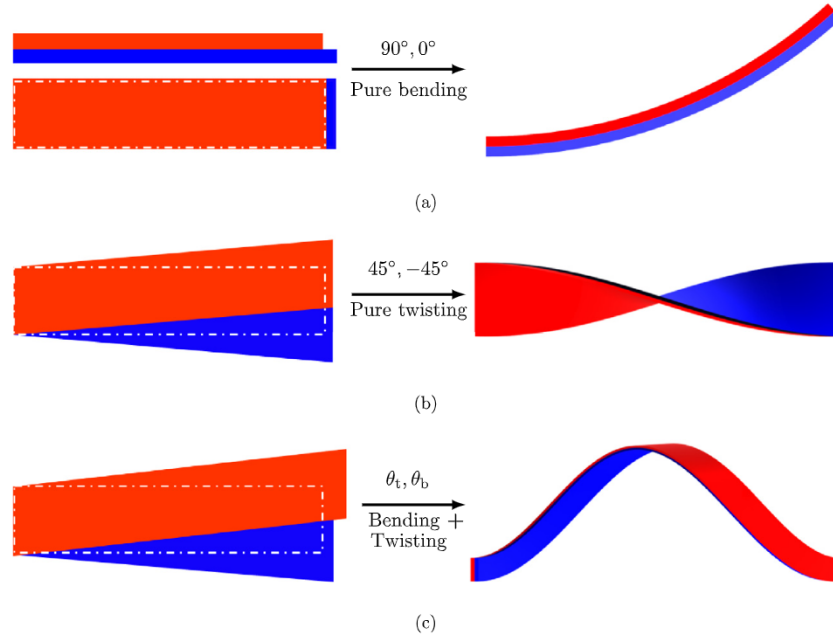 90°, 0°
Pure bending
(a)
45°, −45°
Pure twisting
(b)
θt, θb
Bending +
Twisting
(c)